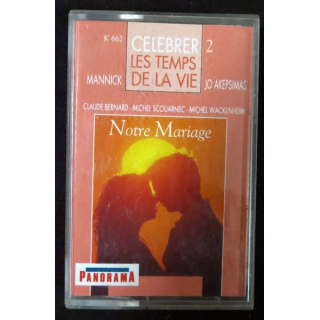 K 662
CÉLÉBRER 2
LES TEMPS
MANNICK DE LA VIE JO AKEPSIMAS
CLAUDE BERNARD · MICHEL SCOUARNEC · MICHEL WACKENHEIM
Notre Mariage
PANORAMA